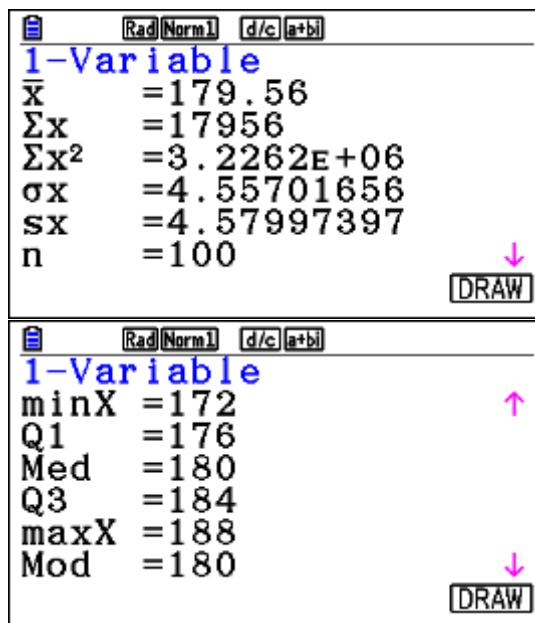 Rad Norm1 d/c a+bi
1-Variable
x̄ =179.56
Σx =17956
Σx² =3.2262ᴇ+06
σx =4.55701656
sx =4.57997397
n =100 ↓
DRAW
Rad Norm1 d/c a+bi
1-Variable
minX =172 ↑
Q1 =176
Med =180
Q3 =184
maxX =188
Mod =180 ↓
DRAW